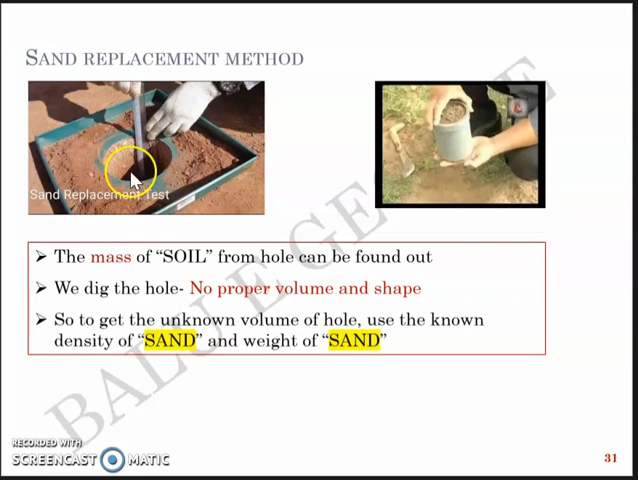 SAND REPLACEMENT METHOD
Sand Replacement Test
➢ The mass of “SOIL” from hole can be found out
➢ We dig the hole- No proper volume and shape
➢ So to get the unknown volume of hole, use the known
density of “SAND” and weight of “SAND”
RECORDED WITH
SCREENCAST MATIC
31